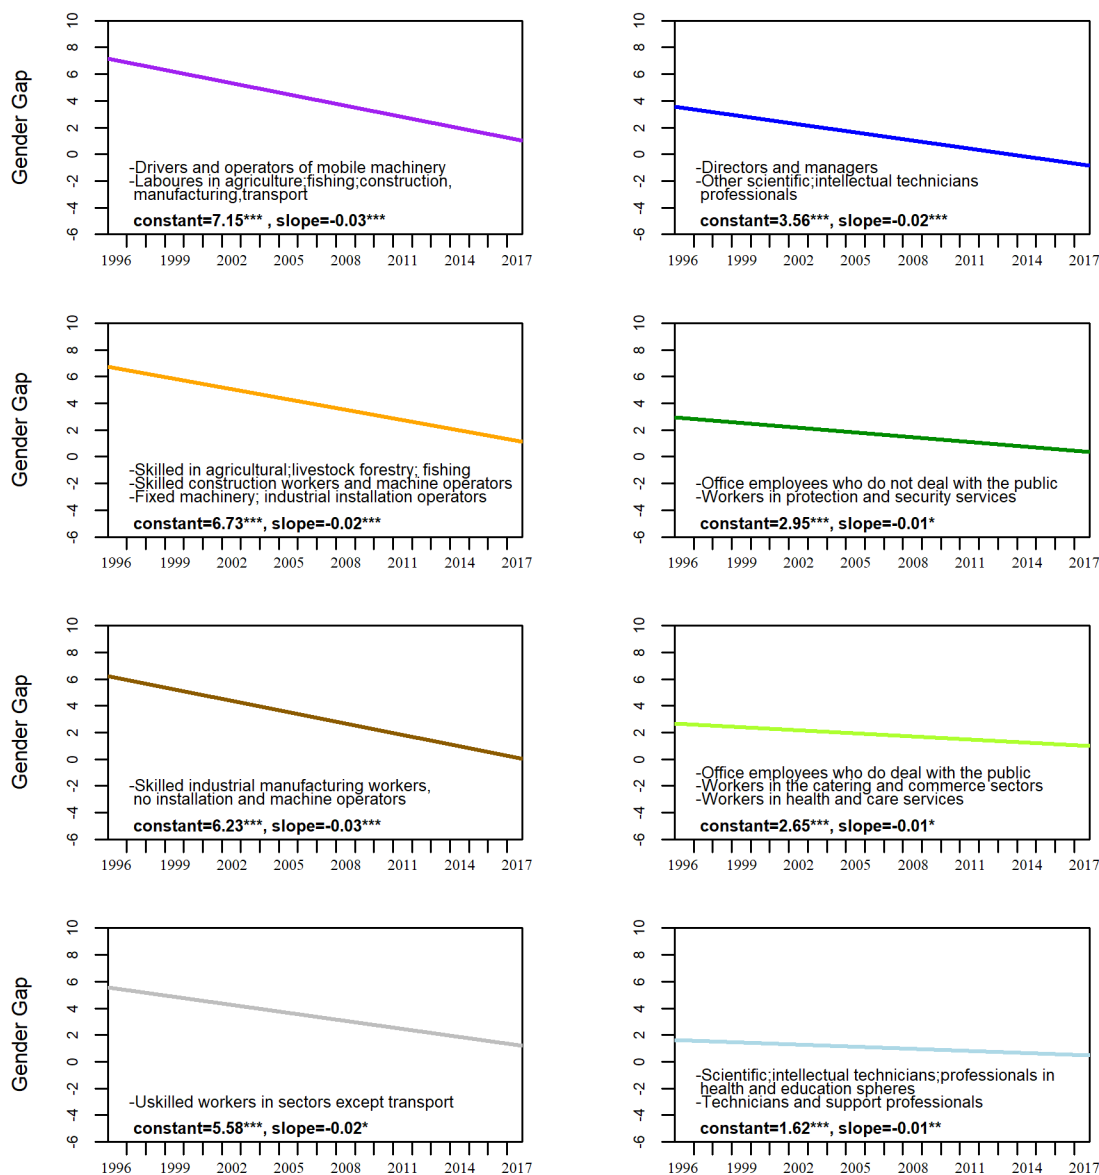 10
8
6
4
2
0
-2
-4
-6
Gender Gap
-Drivers and operators of mobile machinery
-Laboures in agriculture;fishing;construction,
manufacturing,transport
constant=7.15*** , slope=-0.03***
1996 1999 2002 2005 2008 2011 2014 2017
10
8
6
4
2
0
-2
-4
-6
-Directors and managers
-Other scientific;intellectual technicians
professionals
constant=3.56***, slope=-0.02***
1996 1999 2002 2005 2008 2011 2014 2017
10
8
6
4
2
0
-2
-4
-6
Gender Gap
-Skilled in agricultural;livestock forestry; fishing
-Skilled construction workers and machine operators
-Fixed machinery; industrial installation operators
constant=6.73***, slope=-0.02***
1996 1999 2002 2005 2008 2011 2014 2017
10
8
6
4
2
0
-2
-4
-6
-Office employees who do not deal with the public
-Workers in protection and security services
constant=2.95***, slope=-0.01*
1996 1999 2002 2005 2008 2011 2014 2017
10
8
6
4
2
0
-2
-4
-6
Gender Gap
-Skilled industrial manufacturing workers,
no installation and machine operators
constant=6.23***, slope=-0.03***
1996 1999 2002 2005 2008 2011 2014 2017
10
8
6
4
2
0
-2
-4
-6
-Office employees who do deal with the public
-Workers in the catering and commerce sectors
-Workers in health and care services
constant=2.65***, slope=-0.01*
1996 1999 2002 2005 2008 2011 2014 2017
10
8
6
4
2
0
-2
-4
-6
Gender Gap
-Uskilled workers in sectors except transport
constant=5.58***, slope=-0.02*
1996 1999 2002 2005 2008 2011 2014 2017
10
8
6
4
2
0
-2
-4
-6
-Scientific;intellectual technicians;professionals in
health and education spheres
-Technicians and support professionals
constant=1.62***, slope=-0.01**
1996 1999 2002 2005 2008 2011 2014 2017